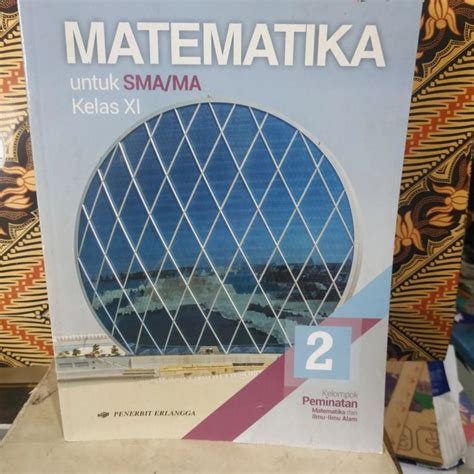 MATEMATIKA
untuk SMA/MA
Kelas XI
2
Kelompok
Peminatan
Matematika dan
Ilmu-Ilmu Alam
PENERBIT ERLANGGA